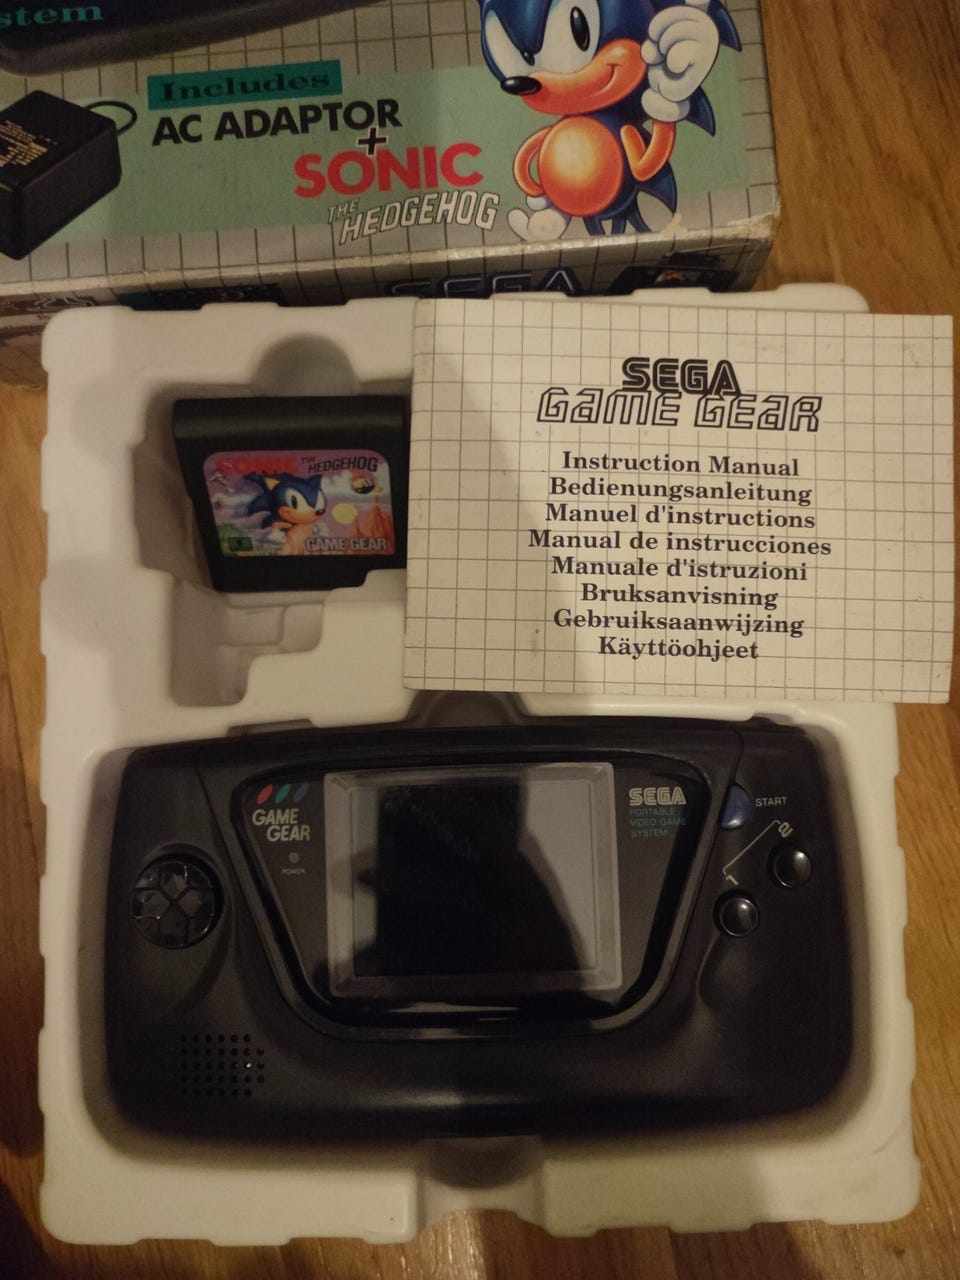 stem
Includes
AC ADAPTOR
+
SONIC
THE
HEDGEHOG
SEGA
SEGA
GAME GEAR
Instruction Manual
Bedienungsanleitung
Manuel d'instructions
Manual de instrucciones
Manuale d'istruzioni
Bruksanvisning
Gebruiksaanwijzing
Käyttöohjeet
SONIC THE HEDGEHOG
GAME GEAR
GAME
GEAR
POWER
SEGA
PORTABLE
VIDEO GAME
SYSTEM
START
2
1